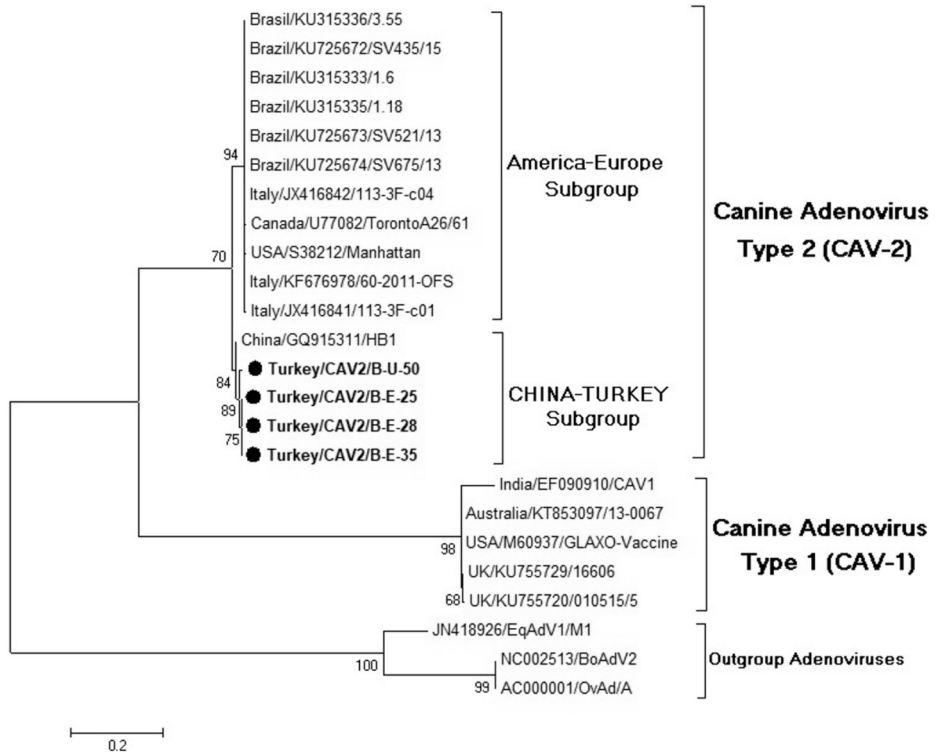 Brasil/KU315336/3.55
Brazil/KU725672/SV435/15
Brazil/KU315333/1.6
Brazil/KU315335/1.18
Brazil/KU725673/SV521/13
94
Brazil/KU725674/SV675/13
America-Europe
Subgroup
Italy/JX416842/113-3F-c04
Canada/U77082/TorontoA26/61
Canine Adenovirus
Type 2 (CAV-2)
70
USA/S38212/Manhattan
Italy/KF676978/60-2011-OFS
Italy/JX416841/113-3F-c01
China/GQ915311/HB1
Turkey/CAV2/B-U-50
84
Turkey/CAV2/B-E-25
CHINA-TURKEY
Subgroup
89
Turkey/CAV2/B-E-28
75
Turkey/CAV2/B-E-35
India/EF090910/CAV1
Australia/KT853097/13-0067
Canine Adenovirus
Type 1 (CAV-1)
98
USA/M60937/GLAXO-Vaccine
UK/KU755729/16606
68
UK/KU755720/010515/5
JN418926/EqAdV1/M1
100
NC002513/BoAdV2
Outgroup Adenoviruses
99
AC000001/OvAd/A
0.2